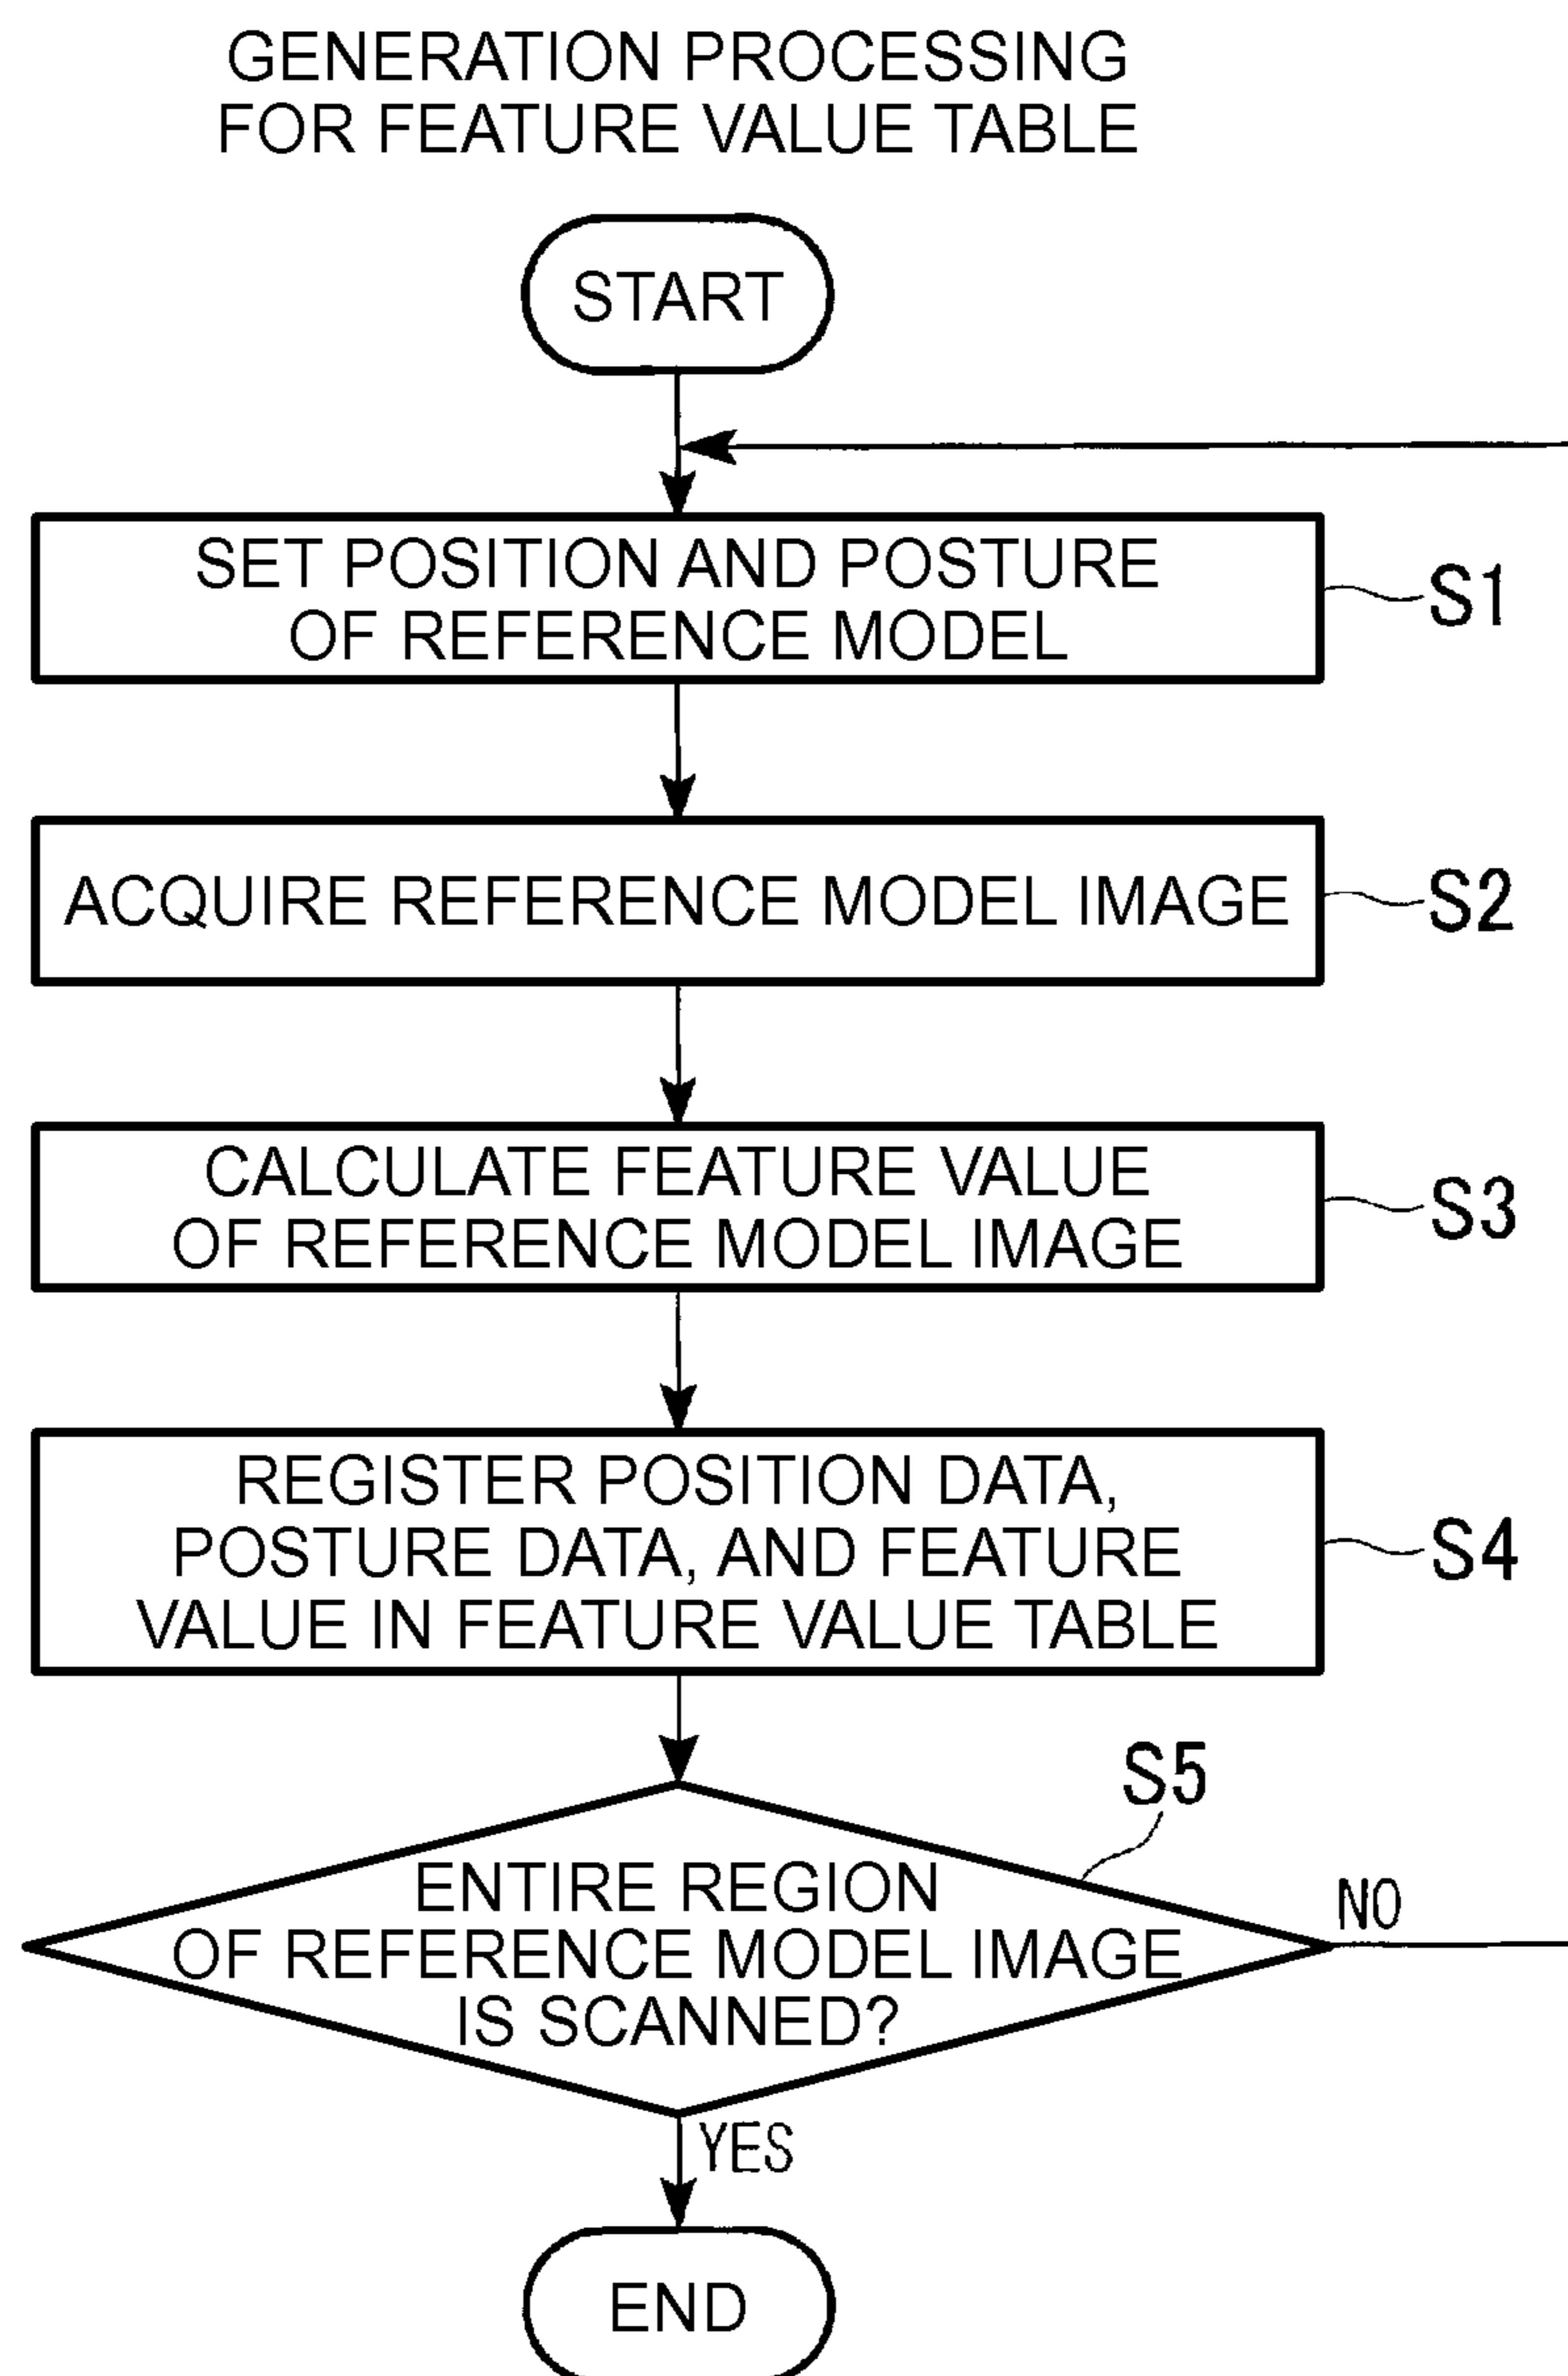 GENERATION PROCESSING
FOR FEATURE VALUE TABLE
START
SET POSITION AND POSTURE
OF REFERENCE MODEL
S1
ACQUIRE REFERENCE MODEL IMAGE
S2
CALCULATE FEATURE VALUE
OF REFERENCE MODEL IMAGE
S3
REGISTER POSITION DATA,
POSTURE DATA, AND FEATURE
VALUE IN FEATURE VALUE TABLE
S4
S5
ENTIRE REGION
OF REFERENCE MODEL IMAGE
IS SCANNED?
NO
YES
END